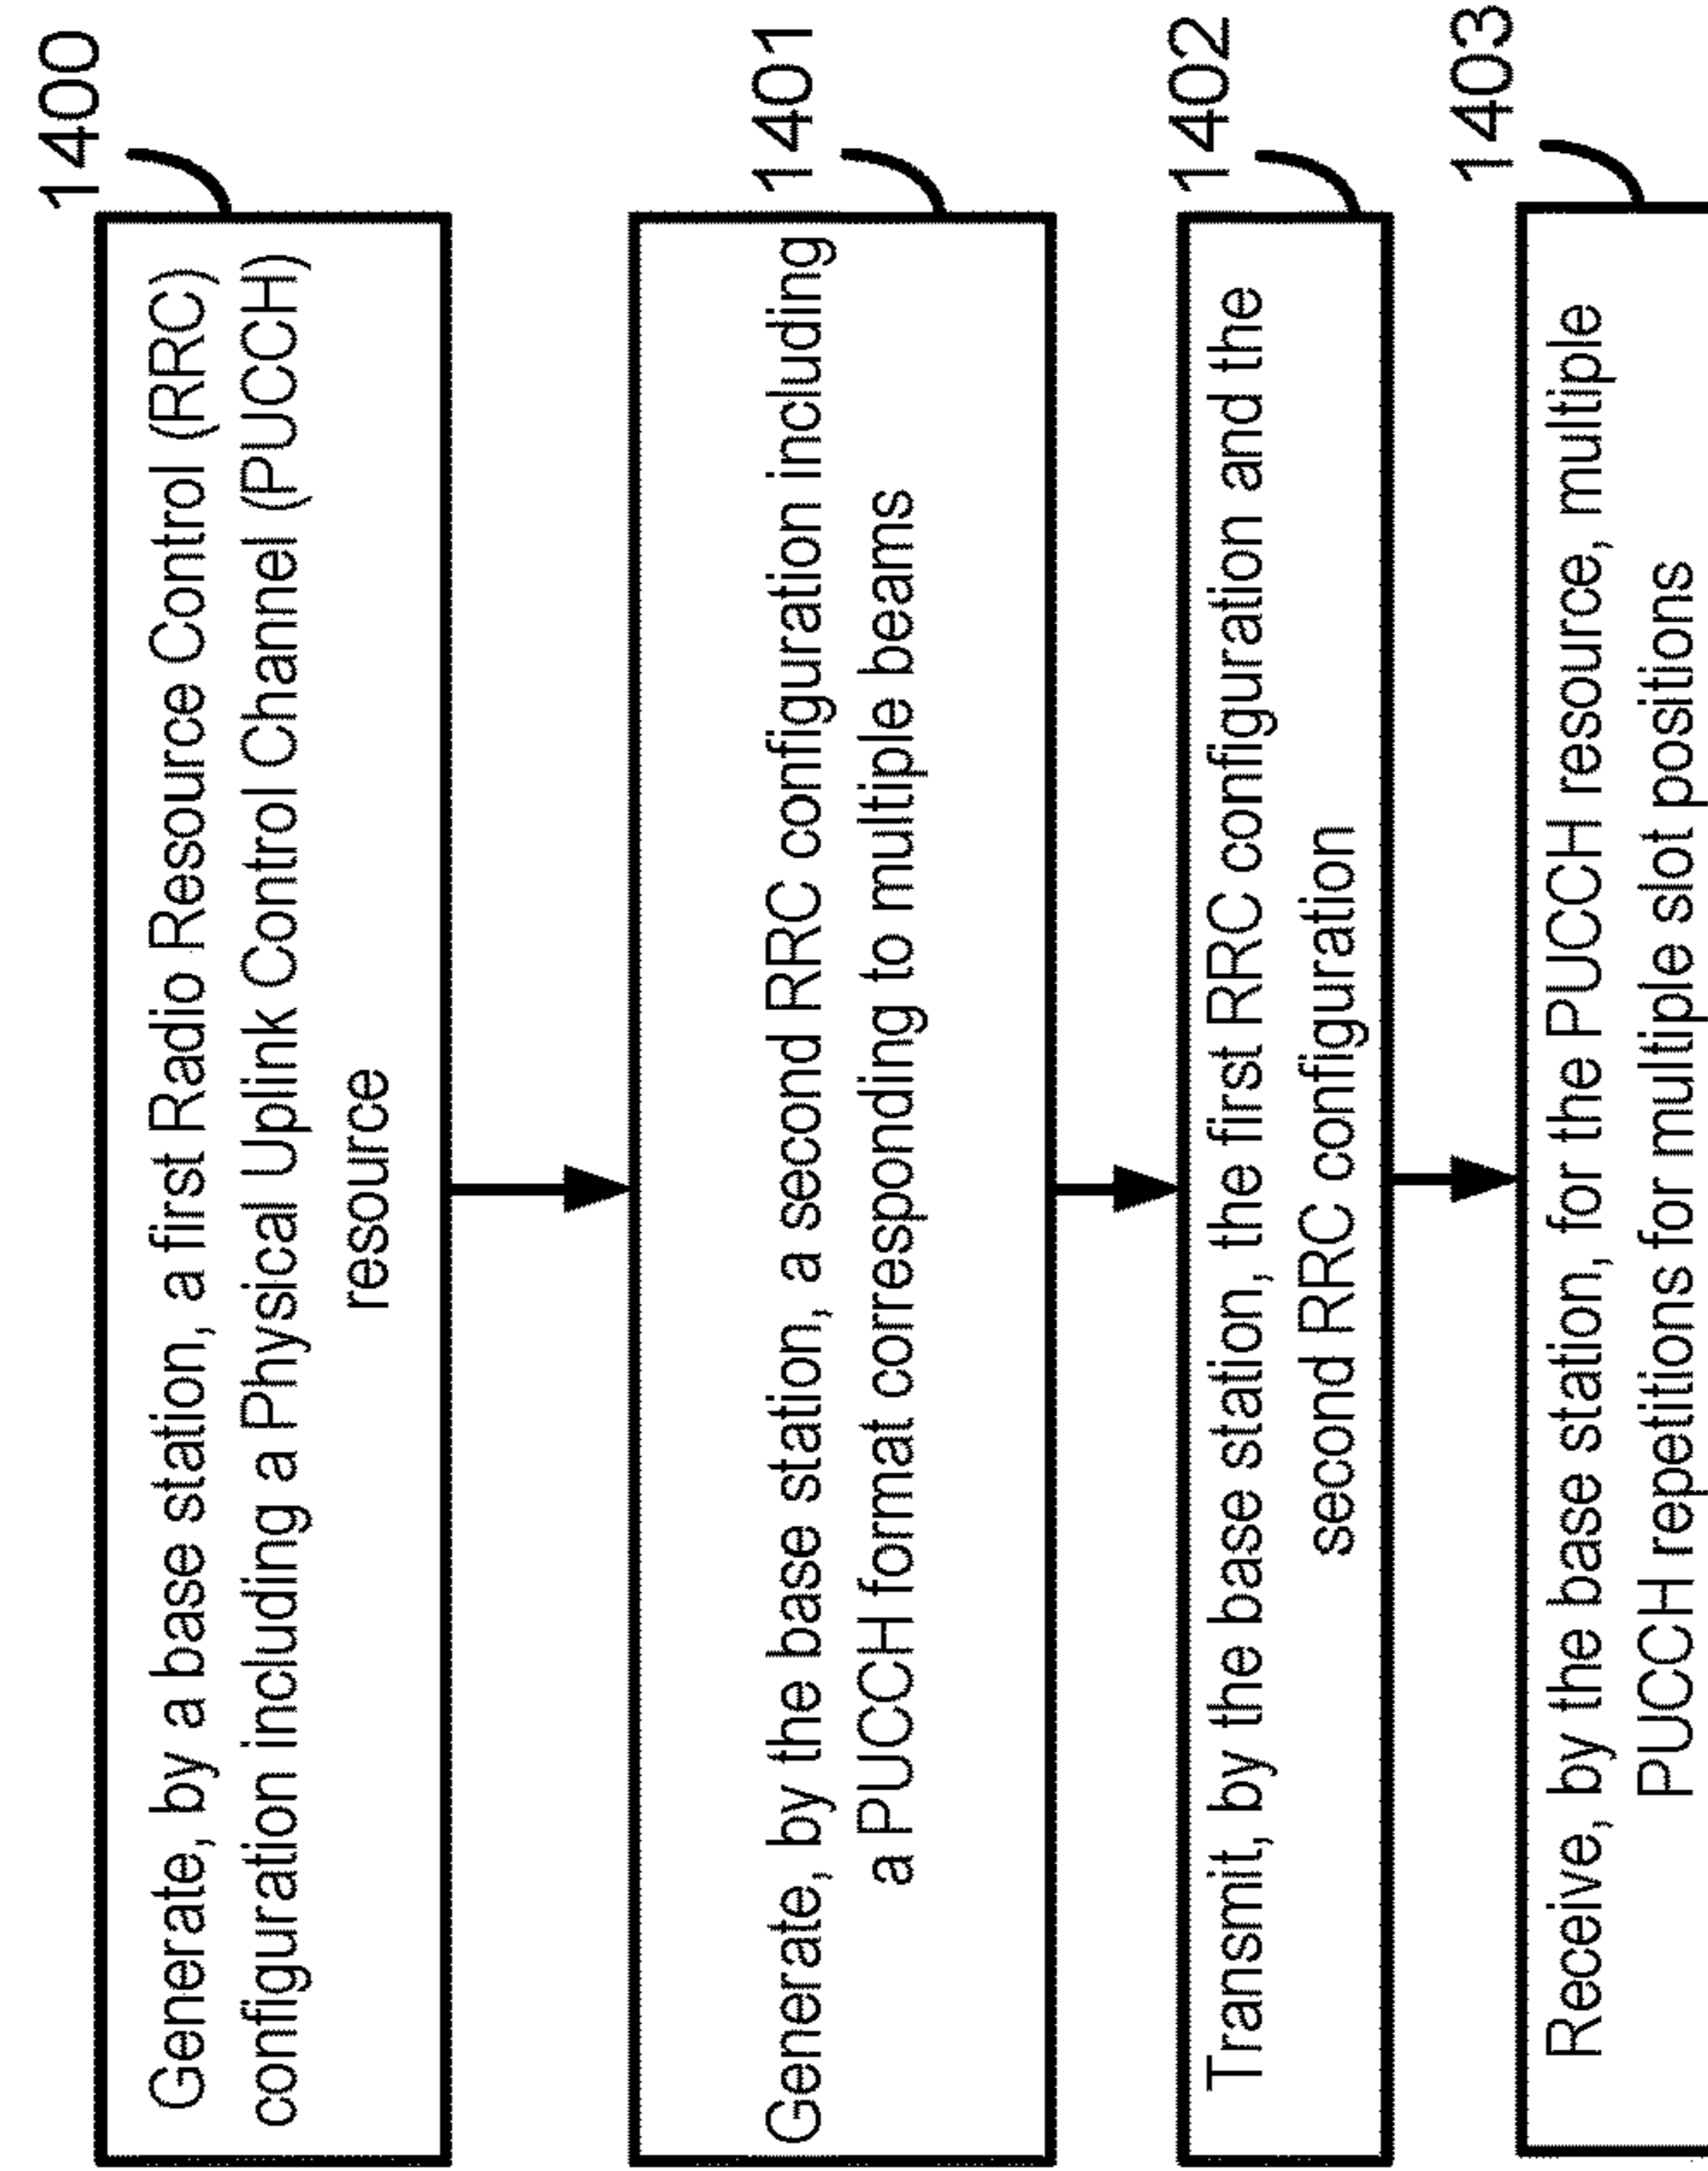 1400
Generate, by a base station, a first Radio Resource Control (RRC)
configuration including a Physical Uplink Control Channel (PUCCH)
resource
1401
Generate, by the base station, a second RRC configuration including
a PUCCH format corresponding to multiple beams
1402
Transmit, by the base station, the first RRC configuration and the
second RRC configuration
1403
Receive, by the base station, for the PUCCH resource, multiple
PUCCH repetitions for multiple slot positions